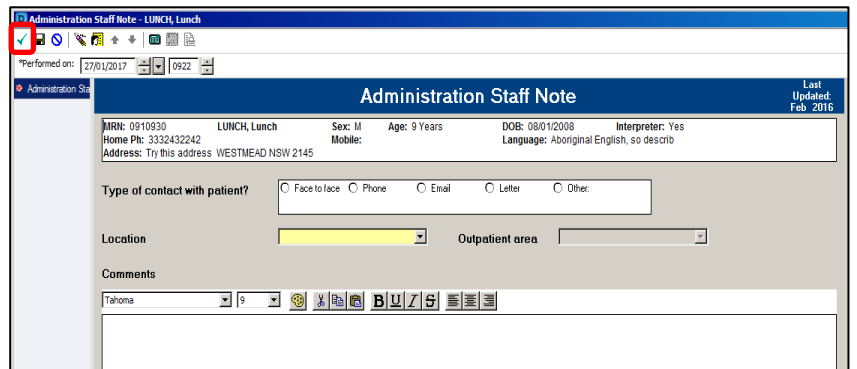 Administration Staff Note - LUNCH, Lunch
*Performed on: 27/01/2017 0922
Administration Sta
Administration Staff Note
Last Updated: Feb 2016
MRN: 0910930 LUNCH, Lunch Sex: M Age: 9 Years DOB: 08/01/2008 Interpreter: Yes
Home Ph: 3332432242 Mobile: Language: Aboriginal English, so describ
Address: Try this address WESTMEAD NSW 2145
Type of contact with patient? Face to face Phone Email Letter Other:
Location Outpatient area
Comments
Tahoma 9 B U I S